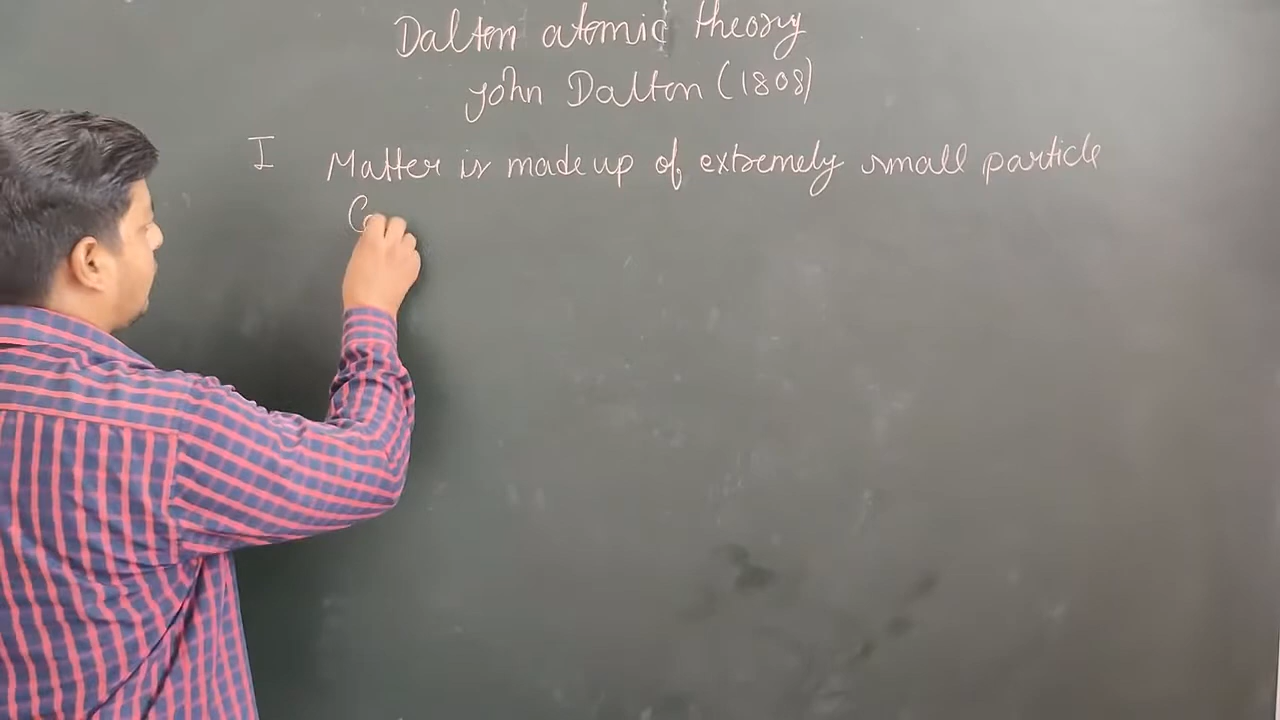 Dalton atomic theory
John Dalton (1808)
I Matter is made up of extremely small particle